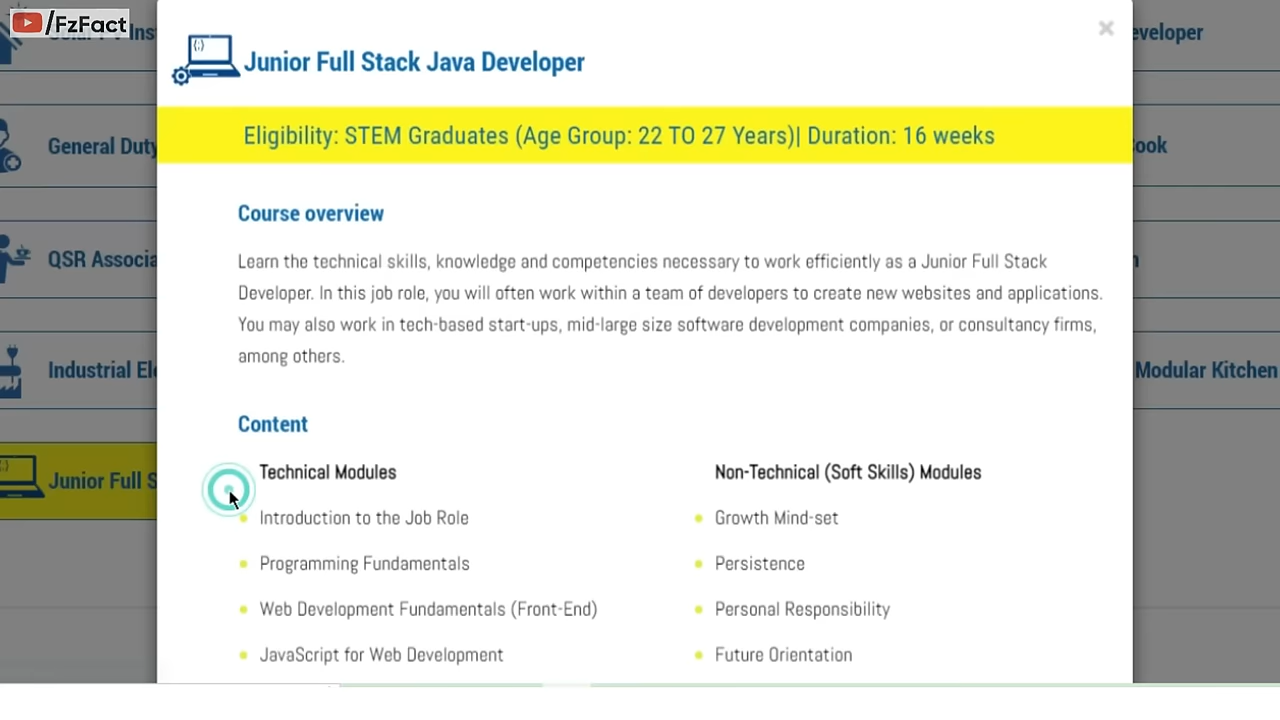 /FzFact
Inst
eveloper
Junior Full Stack Java Developer
Eligibility: STEM Graduates (Age Group: 22 TO 27 Years)| Duration: 16 weeks
General Duty
ook
Course overview
QSR Associa
Learn the technical skills, knowledge and competencies necessary to work efficiently as a Junior Full Stack
Developer. In this job role, you will often work within a team of developers to create new websites and applications.
You may also work in tech-based start-ups, mid-large size software development companies, or consultancy firms,
among others.
Industrial Ele
Modular Kitchen
Content
Junior Full S
Technical Modules
Introduction to the Job Role
Programming Fundamentals
Web Development Fundamentals (Front-End)
JavaScript for Web Development
Non-Technical (Soft Skills) Modules
Growth Mind-set
Persistence
Personal Responsibility
Future Orientation